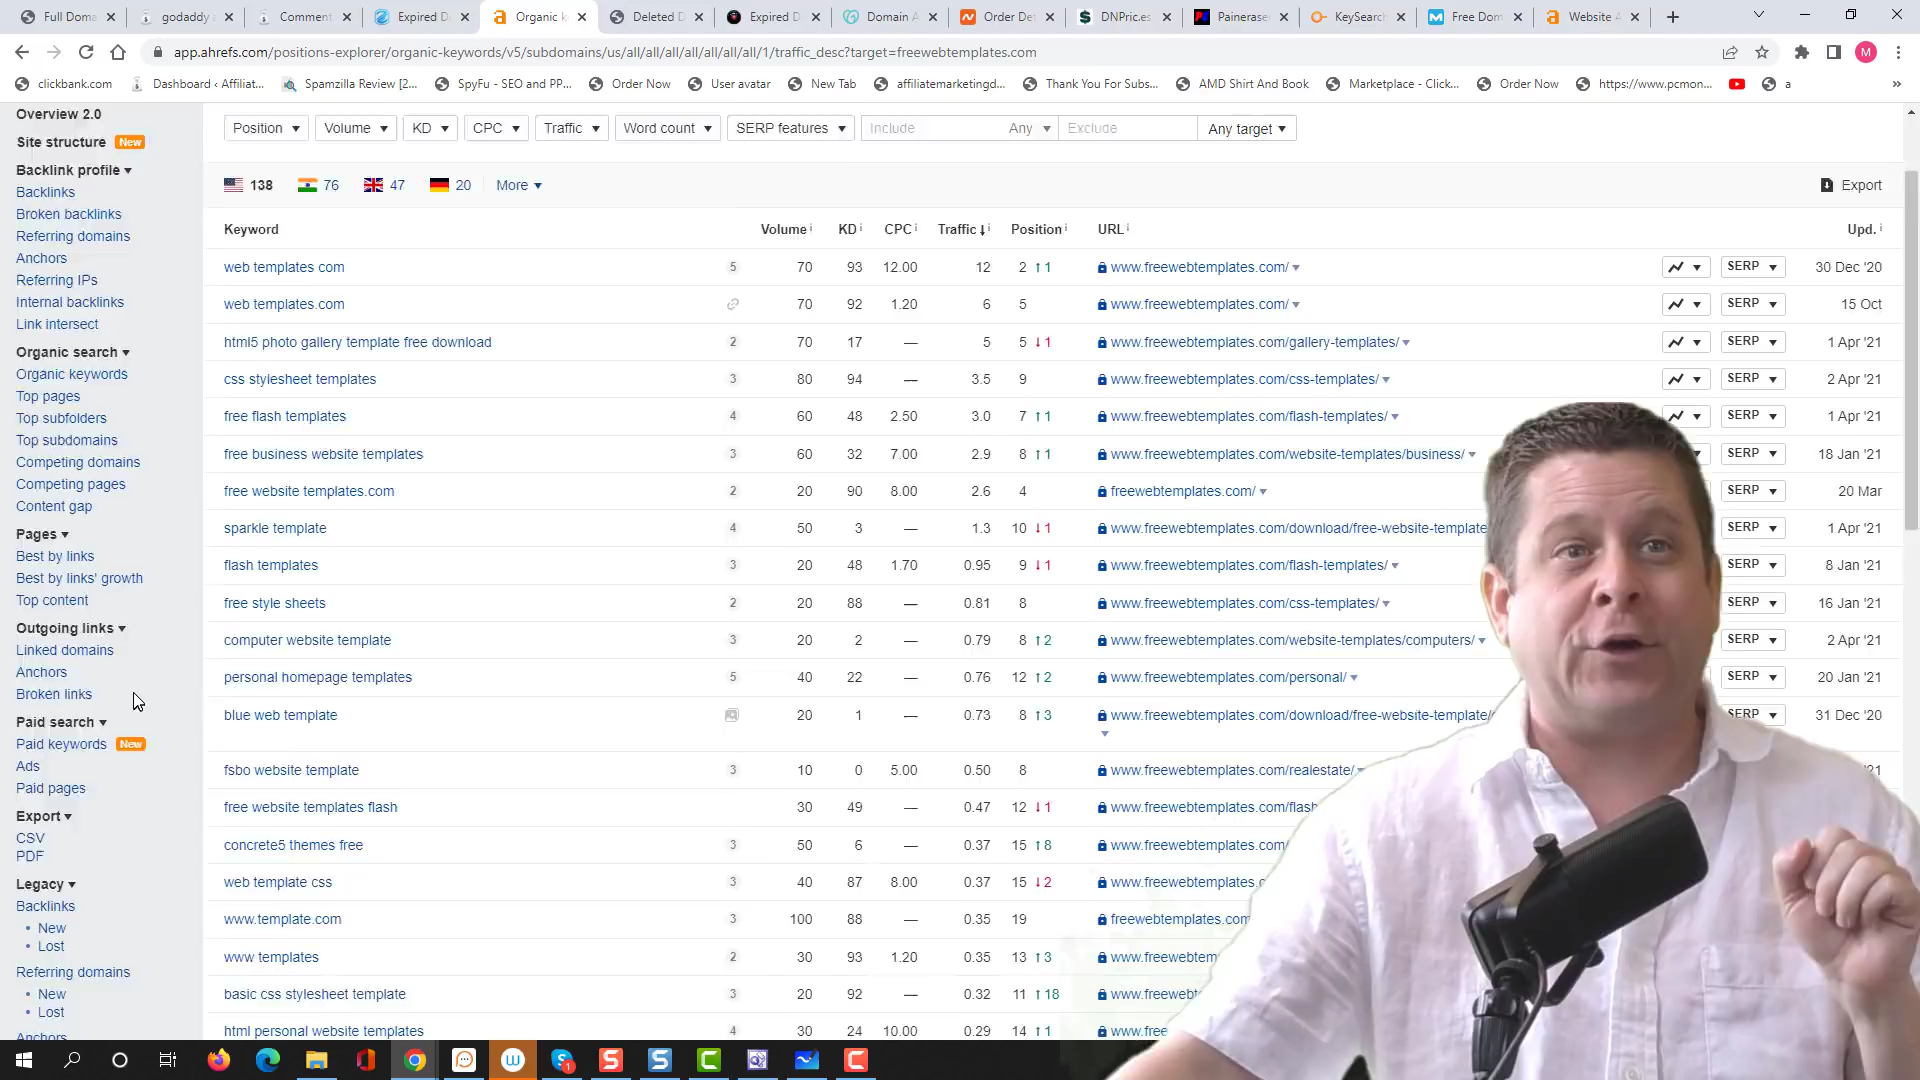 Full Doma
godaddy a
Comment
Expired D
Organic k
Deleted D
Expired D
Domain A
Order Det
DNPric.es
Painerase
KeySearch
Free Dom
Website A
app.ahrefs.com/positions-explorer/organic-keywords/v5/subdomains/us/all/all/all/all/all/all/all/1/traffic_desc?target=freewebtemplates.com
M
clickbank.com
Dashboard ‹ Affiliat...
Spamzilla Review [2...
SpyFu - SEO and PP...
Order Now
User avatar
New Tab
affiliatemarketingd...
Thank You For Subs...
AMD Shirt And Book
Marketplace - Click...
Order Now
https://www.pcmon...
a
Overview 2.0
Site structure New
Backlink profile
Backlinks
Broken backlinks
Referring domains
Anchors
Referring IPs
Internal backlinks
Link intersect
Organic search
Organic keywords
Top pages
Top subfolders
Top subdomains
Competing domains
Competing pages
Content gap
Pages
Best by links
Best by links' growth
Top content
Outgoing links
Linked domains
Anchors
Broken links
Paid search
Paid keywords New
Ads
Paid pages
Export
CSV
PDF
Legacy
Backlinks
• New
• Lost
Referring domains
• New
• Lost
Anchors
Position Volume KD CPC Traffic Word count SERP features Include Any Exclude Any target
138 76 47 20 More Export
Keyword Volume KD CPC Traffic Position URL Upd.
web templates com 5 70 93 12.00 12 2 ↑1 www.freewebtemplates.com/ SERP 30 Dec '20
web templates.com 70 92 1.20 6 5 www.freewebtemplates.com/ SERP 15 Oct
html5 photo gallery template free download 2 70 17 — 5 5 ↓1 www.freewebtemplates.com/gallery-templates/ SERP 1 Apr '21
css stylesheet templates 3 80 94 — 3.5 9 www.freewebtemplates.com/css-templates/ SERP 2 Apr '21
free flash templates 4 60 48 2.50 3.0 7 ↑1 www.freewebtemplates.com/flash-templates/ SERP 1 Apr '21
free business website templates 3 60 32 7.00 2.9 8 ↑1 www.freewebtemplates.com/website-templates/business/ SERP 18 Jan '21
free website templates.com 2 20 90 8.00 2.6 4 freewebtemplates.com/ SERP 20 Mar
sparkle template 4 50 3 — 1.3 10 ↓1 www.freewebtemplates.com/download/free-website-template SERP 1 Apr '21
flash templates 3 20 48 1.70 0.95 9 ↓1 www.freewebtemplates.com/flash-templates/ SERP 8 Jan '21
free style sheets 2 20 88 — 0.81 8 www.freewebtemplates.com/css-templates/ SERP 16 Jan '21
computer website template 3 20 2 — 0.79 8 ↑2 www.freewebtemplates.com/website-templates/computers/ SERP 2 Apr '21
personal homepage templates 5 40 22 — 0.76 12 ↑2 www.freewebtemplates.com/personal/ SERP 20 Jan '21
blue web template 20 1 — 0.73 8 ↑3 www.freewebtemplates.com/download/free-website-template/ SERP 31 Dec '20
fsbo website template 3 10 0 5.00 0.50 8 www.freewebtemplates.com/realestate/
free website templates flash 30 49 — 0.47 12 ↓1 www.freewebtemplates.com/flash
concrete5 themes free 3 50 6 — 0.37 15 ↑8 www.freewebtemplates.com/
web template css 3 40 87 8.00 0.37 15 ↓2 www.freewebtemplates.c
www.template.com 3 100 88 — 0.35 19 freewebtemplates.com
www templates 2 30 93 1.20 0.35 13 ↑3 www.freewebtem
basic css stylesheet template 3 20 92 — 0.32 11 ↑18 www.freewebt
html personal website templates 4 30 24 10.00 0.29 14 ↑1 www.free